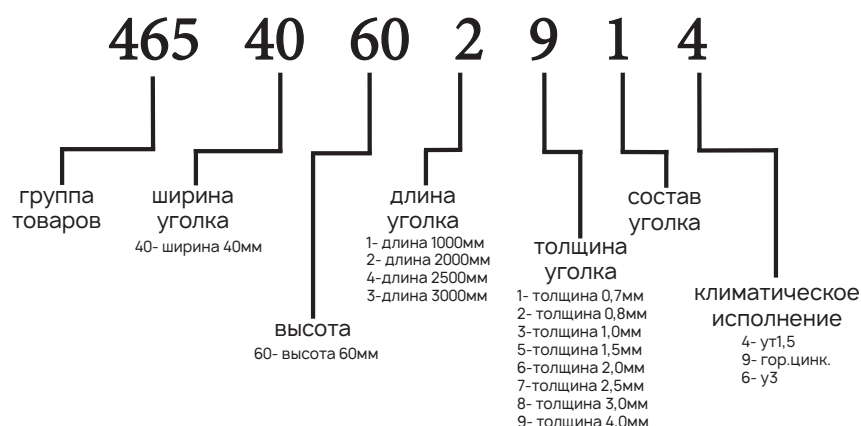 465 40 60 2 9 1 4
группа
товаров
ширина
уголка
40- ширина 40мм
высота
60- высота 60мм
длина
уголка
1- длина 1000мм
2- длина 2000мм
4-длина 2500мм
3-длина 3000мм
толщина
уголка
1- толщина 0,7мм
2- толщина 0,8мм
3-толщина 1,0мм
5-толщина 1,5мм
6-толщина 2,0мм
7-толщина 2,5мм
8- толщина 3,0мм
9- толщина 4,0мм
состав
уголка
климатическое
исполнение
4- ут1,5
9- гор.цинк.
6- у3